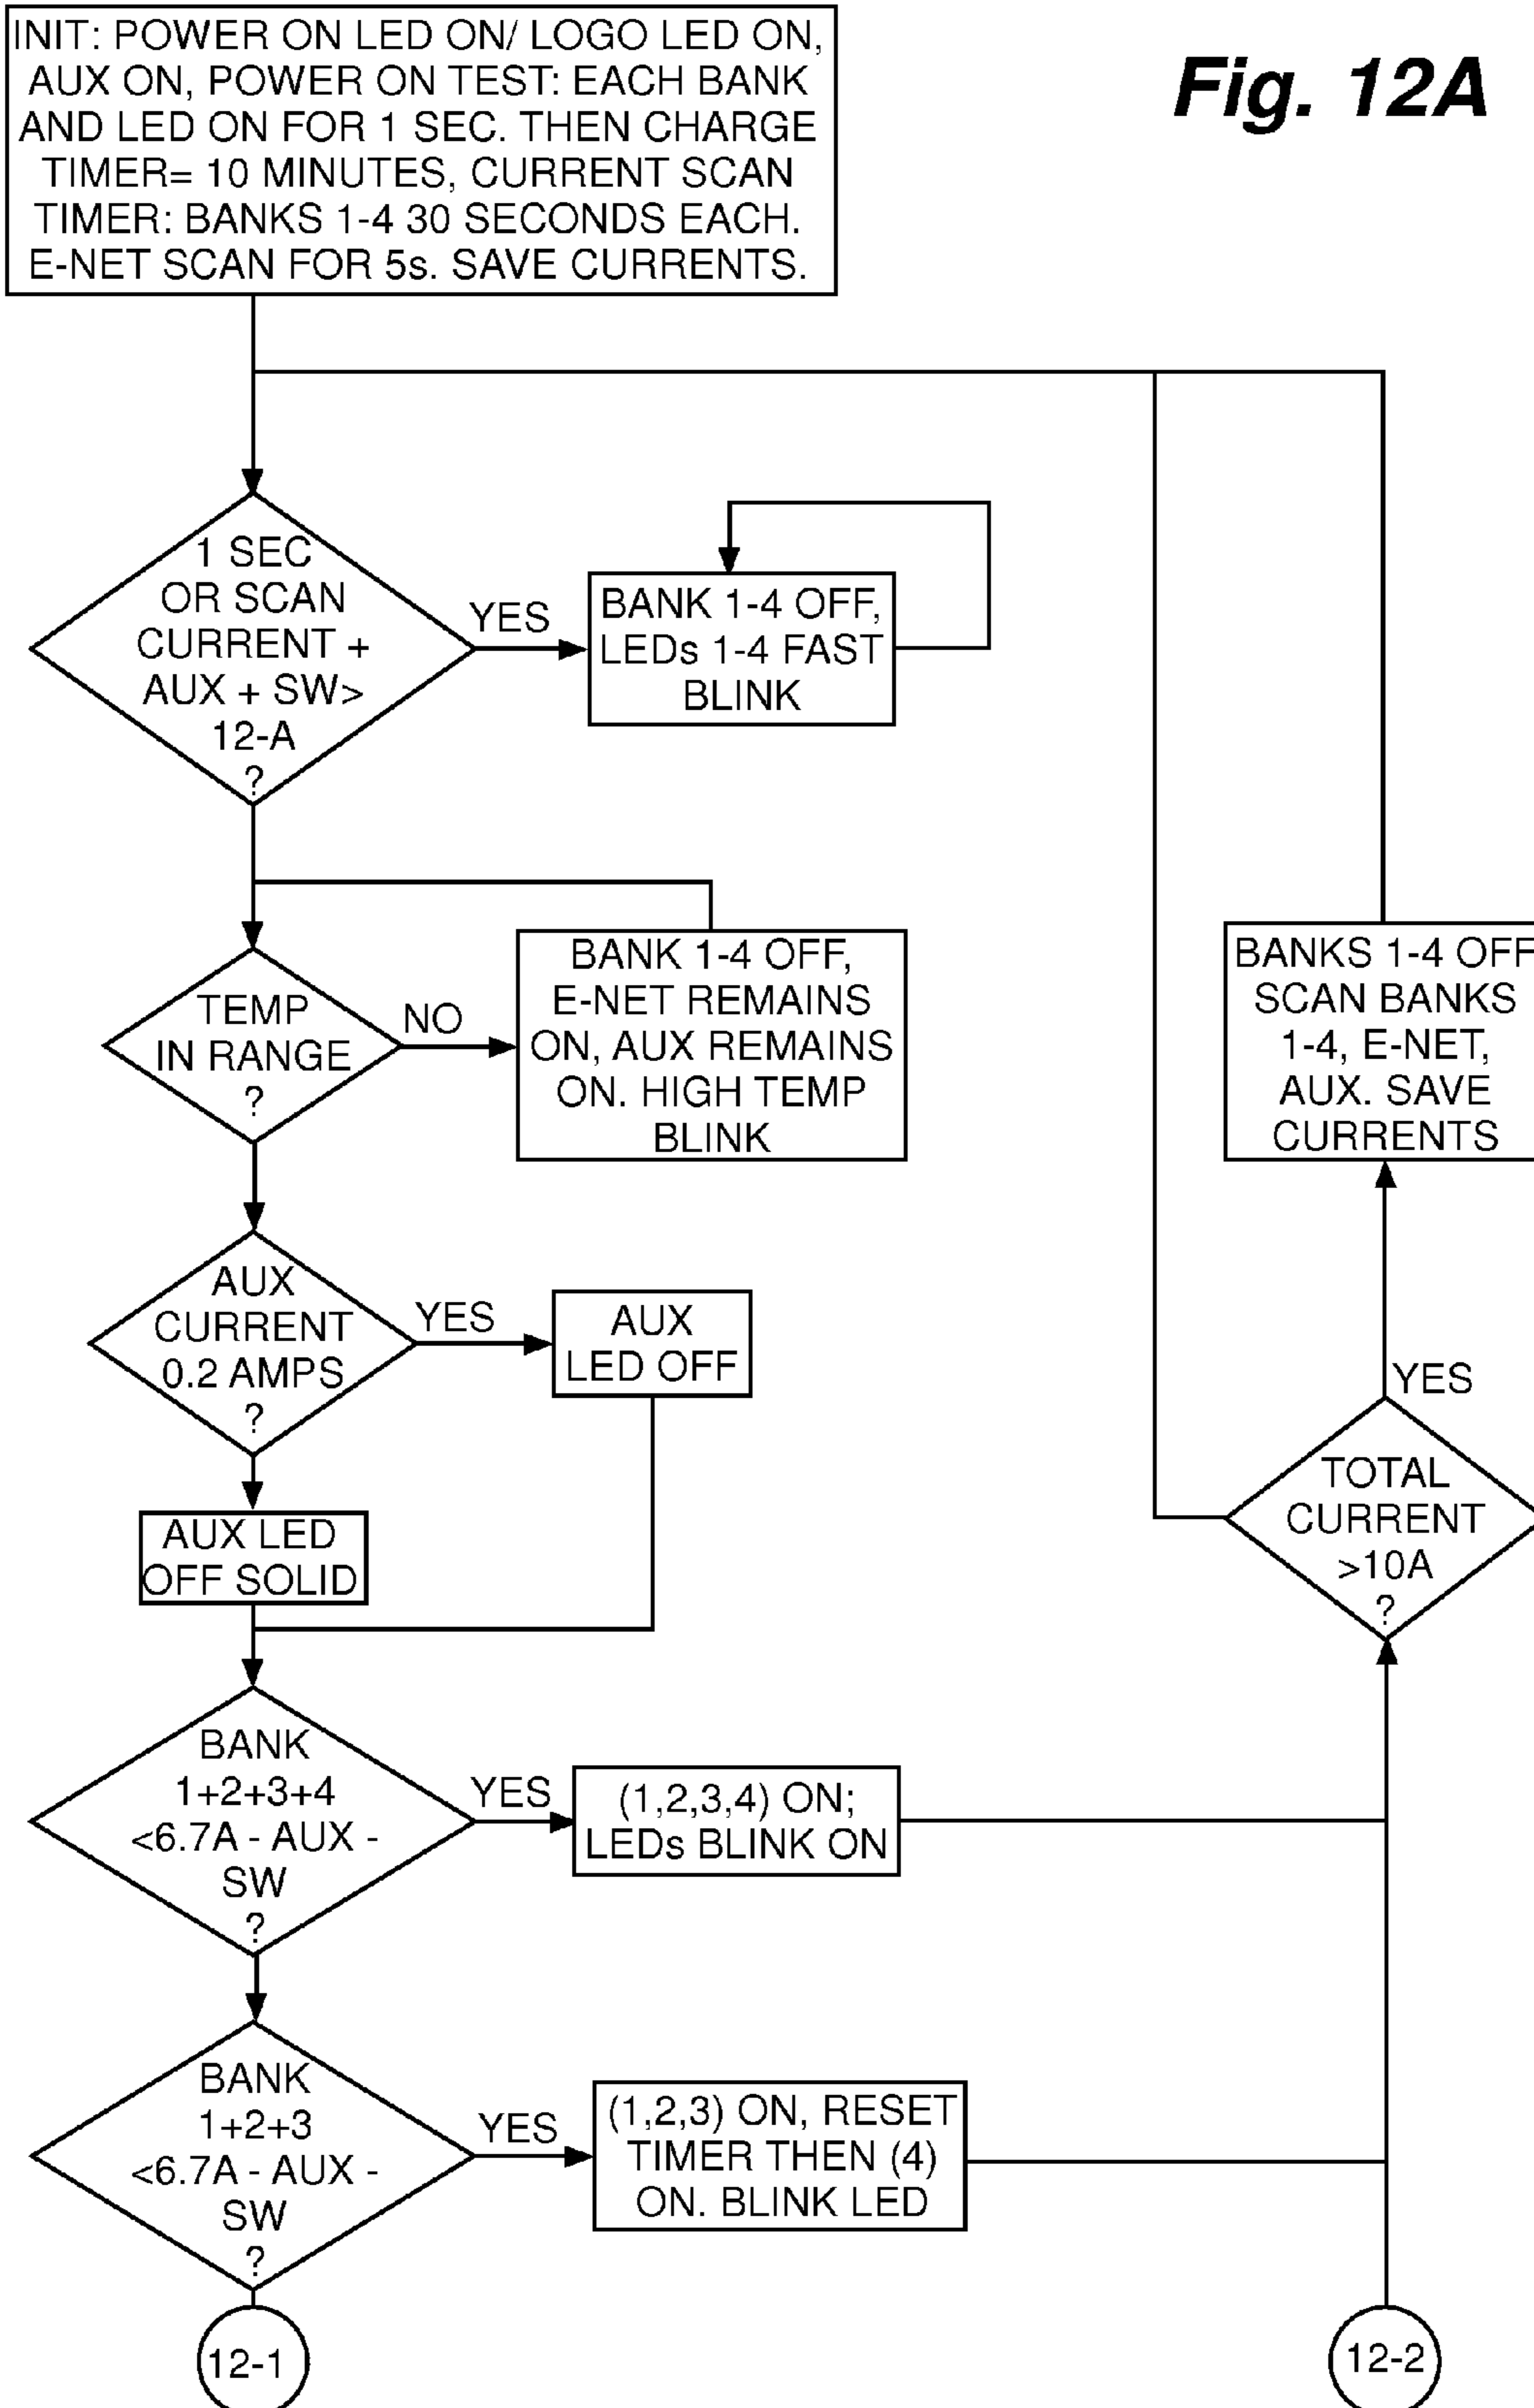 INIT: POWER ON LED ON/ LOGO LED ON,
AUX ON, POWER ON TEST: EACH BANK
AND LED ON FOR 1 SEC. THEN CHARGE
TIMER= 10 MINUTES, CURRENT SCAN
TIMER: BANKS 1-4 30 SECONDS EACH.
E-NET SCAN FOR 5s. SAVE CURRENTS.
Fig. 12A
1 SEC
OR SCAN
CURRENT +
AUX + SW>
12-A
?
YES
BANK 1-4 OFF,
LEDs 1-4 FAST
BLINK
TEMP
IN RANGE
?
NO
BANK 1-4 OFF,
E-NET REMAINS
ON, AUX REMAINS
ON. HIGH TEMP
BLINK
BANKS 1-4 OFF
SCAN BANKS
1-4, E-NET,
AUX. SAVE
CURRENTS
AUX
CURRENT
0.2 AMPS
?
YES
AUX
LED OFF
YES
TOTAL
CURRENT
>10A
?
AUX LED
OFF SOLID
BANK
1+2+3+4
<6.7A - AUX -
SW
?
YES
(1,2,3,4) ON;
LEDs BLINK ON
BANK
1+2+3
<6.7A - AUX -
SW
?
YES
(1,2,3) ON, RESET
TIMER THEN (4)
ON. BLINK LED
12-1
12-2